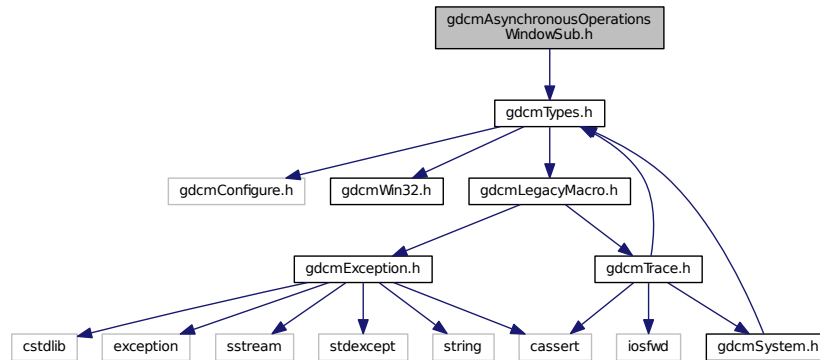 gdcmAsynchronousOperations
WindowSub.h
gdcmTypes.h
gdcmConfigure.h
gdcmWin32.h
gdcmLegacyMacro.h
gdcmException.h
gdcmTrace.h
cstdlib
exception
sstream
stdexcept
string
cassert
iosfwd
gdcmSystem.h